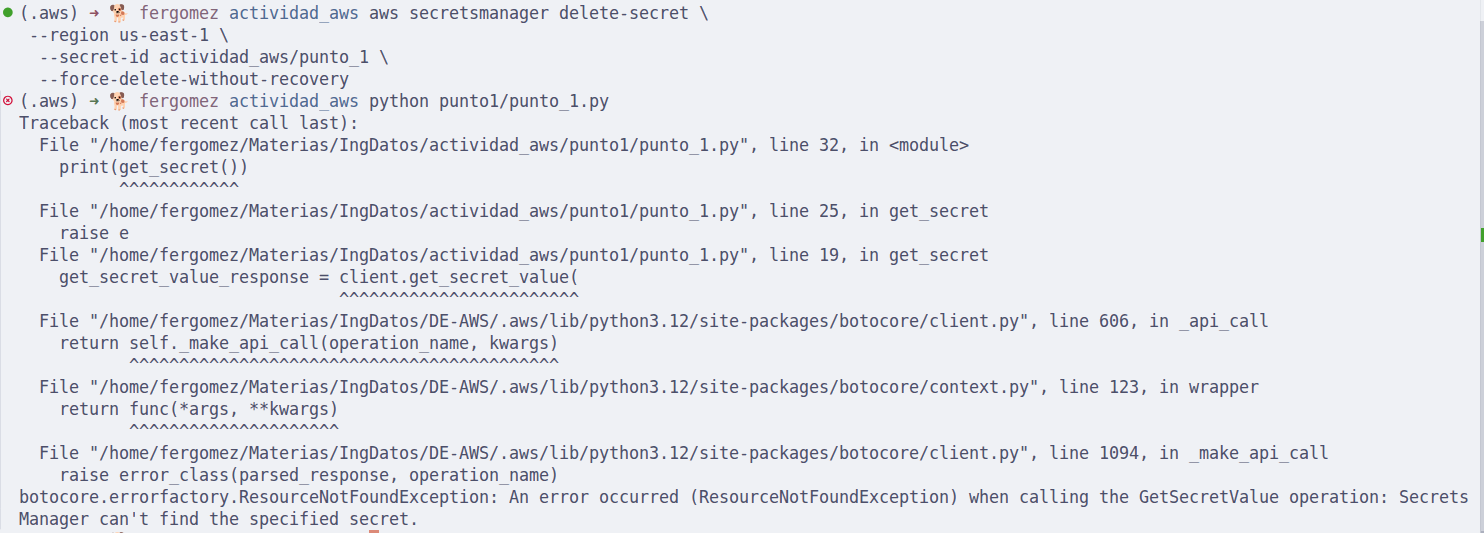 (.aws) ➜ 🐕 fergomez actividad_aws aws secretsmanager delete-secret \
--region us-east-1 \
--secret-id actividad_aws/punto_1 \
--force-delete-without-recovery
(.aws) ➜ 🐕 fergomez actividad_aws python punto1/punto_1.py
Traceback (most recent call last):
File "/home/fergomez/Materias/IngDatos/actividad_aws/punto1/punto_1.py", line 32, in <module>
print(get_secret())
^^^^^^^^^^^^
File "/home/fergomez/Materias/IngDatos/actividad_aws/punto1/punto_1.py", line 25, in get_secret
raise e
File "/home/fergomez/Materias/IngDatos/actividad_aws/punto1/punto_1.py", line 19, in get_secret
get_secret_value_response = client.get_secret_value(
^^^^^^^^^^^^^^^^^^^^^^^^
File "/home/fergomez/Materias/IngDatos/DE-AWS/.aws/lib/python3.12/site-packages/botocore/client.py", line 606, in _api_call
return self._make_api_call(operation_name, kwargs)
^^^^^^^^^^^^^^^^^^^^^^^^^^^^^^^^^^^^^^^^^^^
File "/home/fergomez/Materias/IngDatos/DE-AWS/.aws/lib/python3.12/site-packages/botocore/context.py", line 123, in wrapper
return func(*args, **kwargs)
^^^^^^^^^^^^^^^^^^^^^
File "/home/fergomez/Materias/IngDatos/DE-AWS/.aws/lib/python3.12/site-packages/botocore/client.py", line 1094, in _make_api_call
raise error_class(parsed_response, operation_name)
botocore.errorfactory.ResourceNotFoundException: An error occurred (ResourceNotFoundException) when calling the GetSecretValue operation: Secrets
Manager can't find the specified secret.